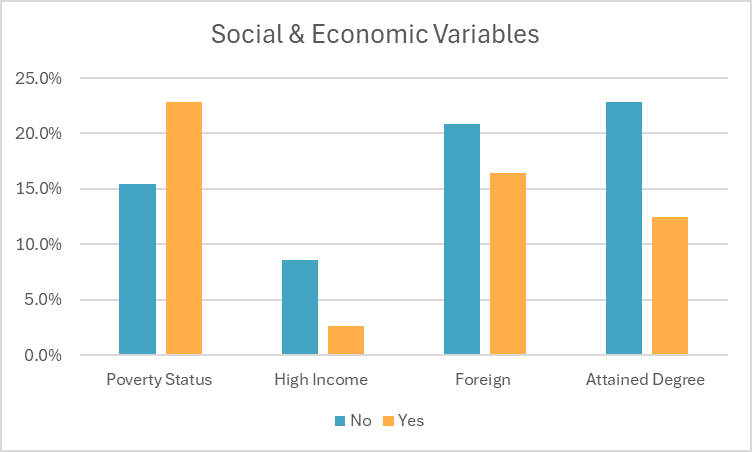 Social & Economic Variables
25.0%
20.0%
15.0%
10.0%
5.0%
0.0%
Poverty Status High Income Foreign Attained Degree
No Yes